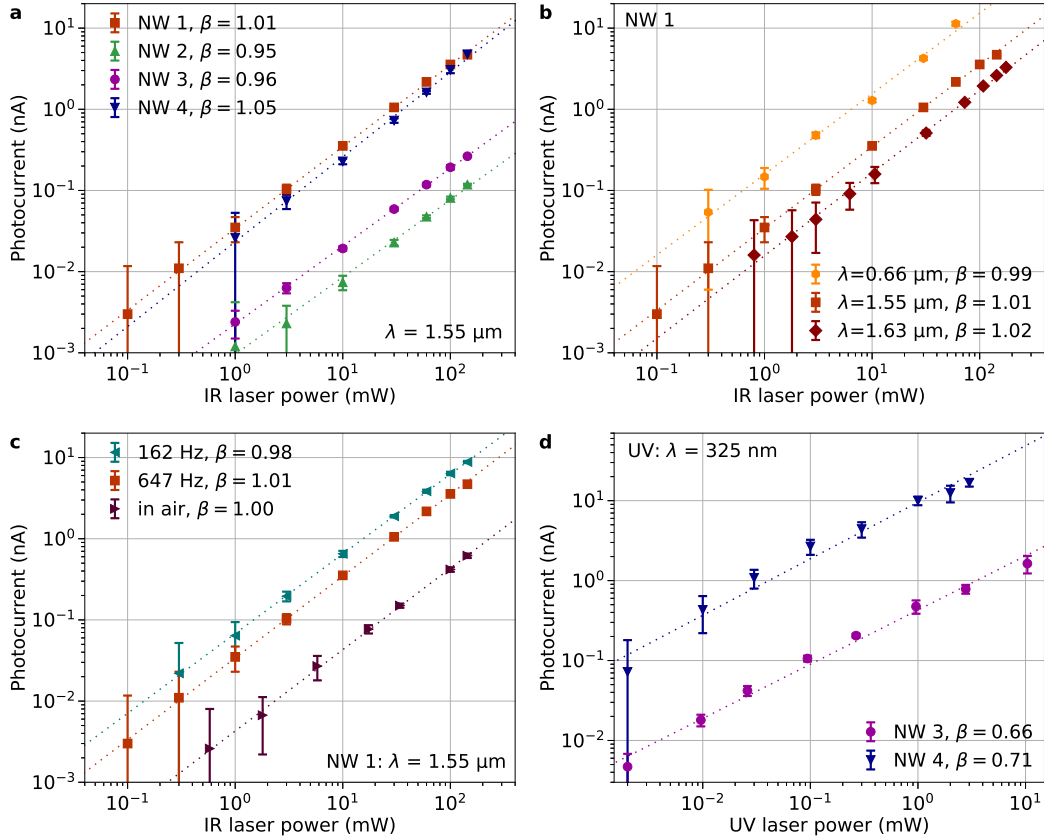 a
NW 1, β = 1.01
NW 2, β = 0.95
NW 3, β = 0.96
NW 4, β = 1.05
λ = 1.55 µm
10¹
10⁰
10⁻¹
10⁻²
10⁻³
Photocurrent (nA)
10⁻¹ 10⁰ 10¹ 10²
IR laser power (mW)
b
NW 1
λ=0.66 µm, β = 0.99
λ=1.55 µm, β = 1.01
λ=1.63 µm, β = 1.02
10¹
10⁰
10⁻¹
10⁻²
10⁻³
Photocurrent (nA)
10⁻¹ 10⁰ 10¹ 10²
IR laser power (mW)
c
162 Hz, β = 0.98
647 Hz, β = 1.01
in air, β = 1.00
NW 1: λ = 1.55 µm
10¹
10⁰
10⁻¹
10⁻²
10⁻³
Photocurrent (nA)
10⁻¹ 10⁰ 10¹ 10²
IR laser power (mW)
d
UV: λ = 325 nm
NW 3, β = 0.66
NW 4, β = 0.71
10¹
10⁰
10⁻¹
10⁻²
Photocurrent (nA)
10⁻² 10⁻¹ 10⁰ 10¹
UV laser power (mW)